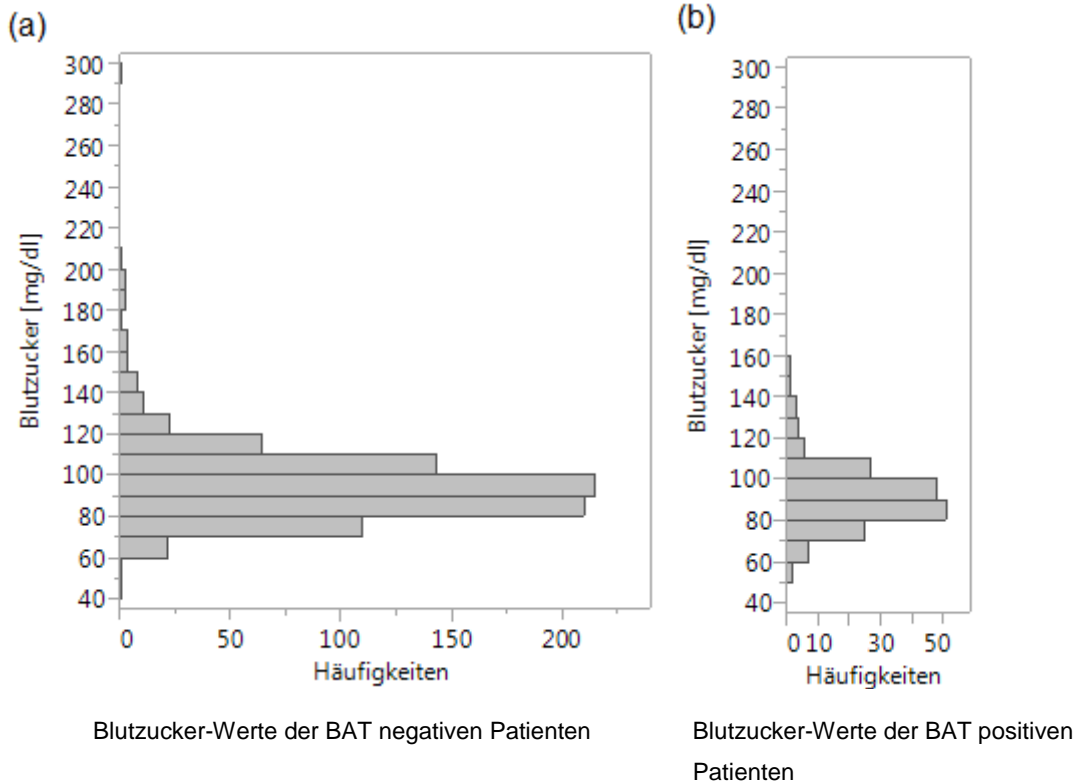 (a)
300
280
260
240
220
200
180
160
140
120
100
80
60
40
Blutzucker [mg/dl]
0 50 100 150 200
Häufigkeiten
Blutzucker-Werte der BAT negativen Patienten
(b)
300
280
260
240
220
200
180
160
140
120
100
80
60
40
Blutzucker [mg/dl]
0 10 30 50
Häufigkeiten
Blutzucker-Werte der BAT positiven
Patienten